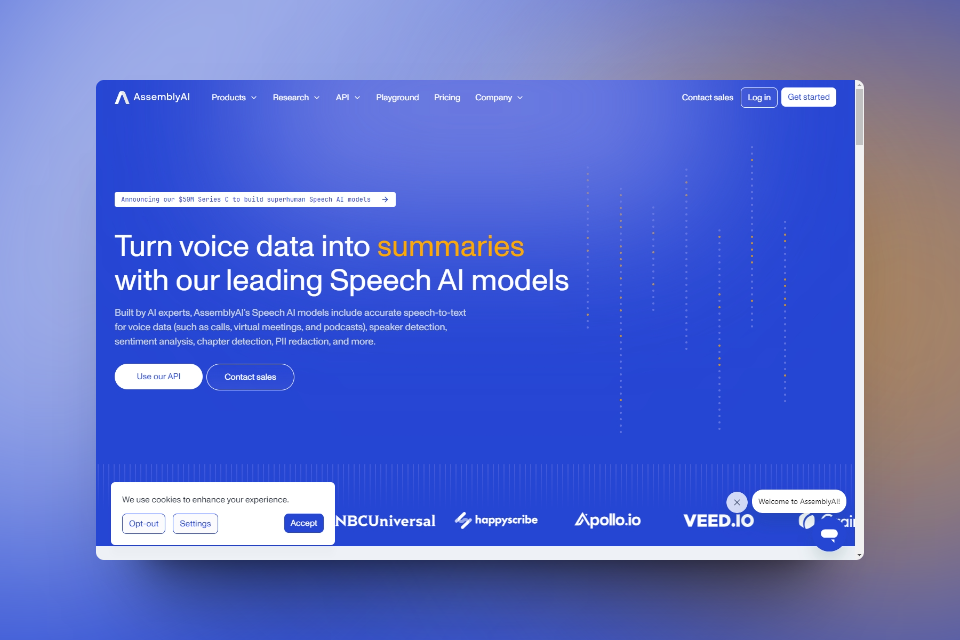 AssemblyAI
Products
Research
API
Playground
Pricing
Company
Contact sales
Log in
Get started
Announcing our $50M Series C to build superhuman Speech AI models
Turn voice data into summaries
with our leading Speech AI models
Built by AI experts, AssemblyAI's Speech AI models include accurate speech-to-text
for voice data (such as calls, virtual meetings, and podcasts), speaker detection,
sentiment analysis, chapter detection, PII redaction, and more.
Use our API
Contact sales
We use cookies to enhance your experience.
Opt-out
Settings
Accept
NBCUniversal
happyscribe
Apollo.io
VEED.IO
Welcome to AssemblyAI!